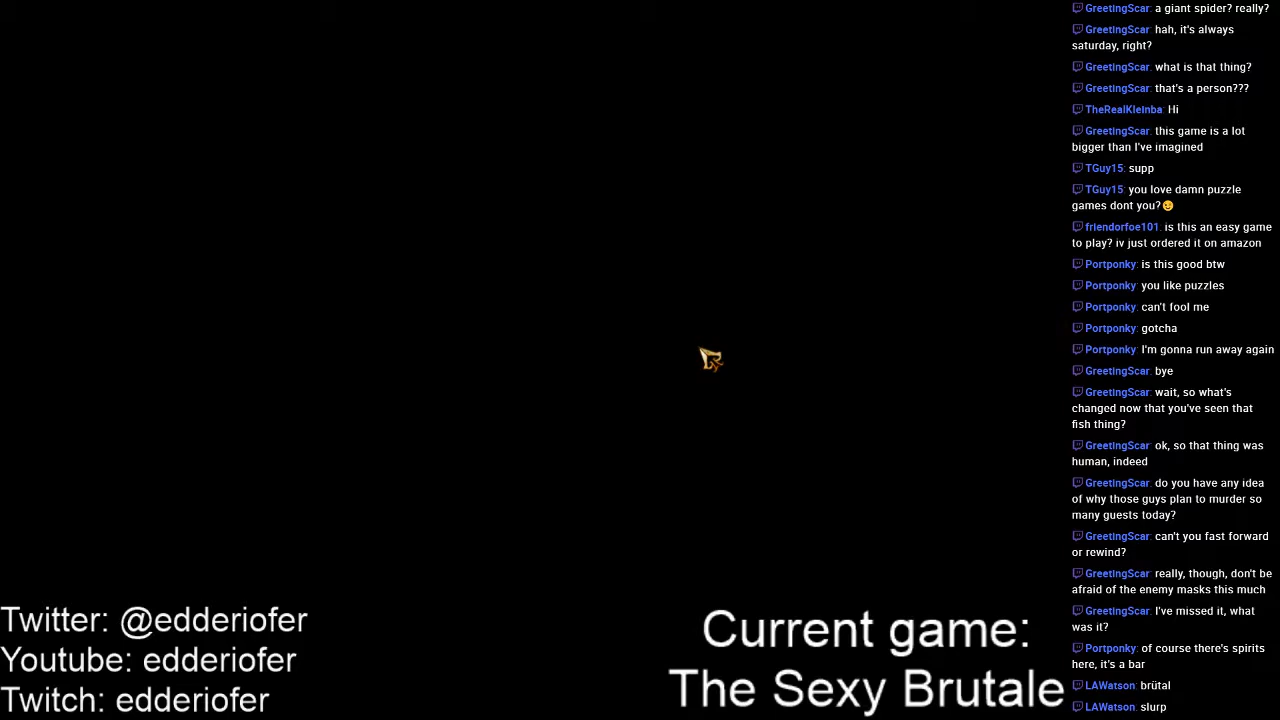 GreetingScar: a giant spider? really?
GreetingScar: hah, it's always
saturday, right?
GreetingScar: what is that thing?
GreetingScar: that's a person???
TheRealKleinba: Hi
GreetingScar: this game is a lot
bigger than I've imagined
TGuy15: supp
TGuy15: you love damn puzzle
games dont you?😉
friendorfoe101: is this an easy game
to play? iv just ordered it on amazon
Portponky: is this good btw
Portponky: you like puzzles
Portponky: can't fool me
Portponky: gotcha
Portponky: I'm gonna run away again
GreetingScar: bye
GreetingScar: wait, so what's
changed now that you've seen that
fish thing?
GreetingScar: ok, so that thing was
human, indeed
GreetingScar: do you have any idea
of why those guys plan to murder so
many guests today?
GreetingScar: can't you fast forward
or rewind?
GreetingScar: really, though, don't be
afraid of the enemy masks this much
GreetingScar: I've missed it, what
was it?
Portponky: of course there's spirits
here, it's a bar
LAWatson: brütal
LAWatson: slurp
Twitter: @edderiofer
Youtube: edderiofer
Twitch: edderiofer
Current game:
The Sexy Brutale